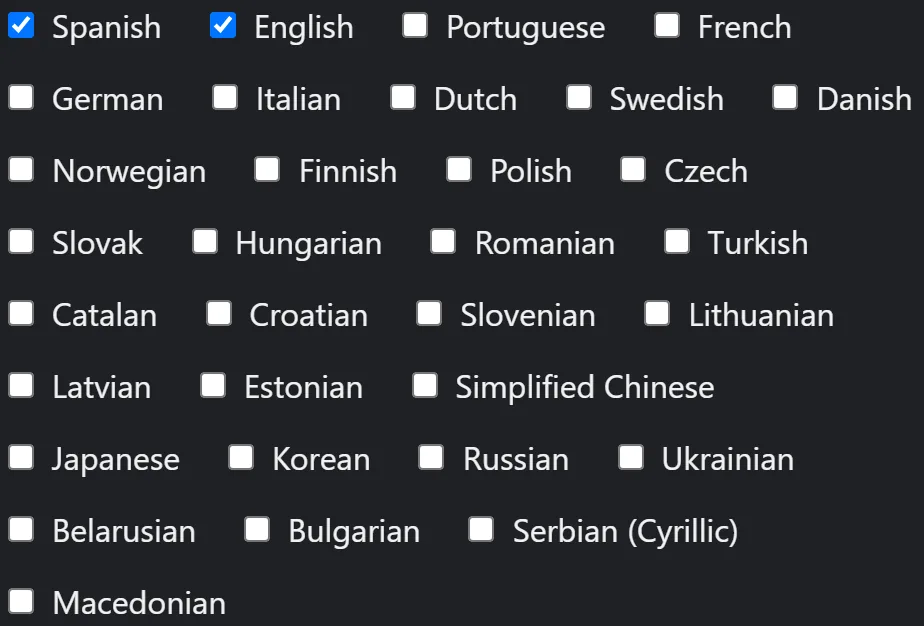 Spanish English Portuguese French
German Italian Dutch Swedish Danish
Norwegian Finnish Polish Czech
Slovak Hungarian Romanian Turkish
Catalan Croatian Slovenian Lithuanian
Latvian Estonian Simplified Chinese
Japanese Korean Russian Ukrainian
Belarusian Bulgarian Serbian (Cyrillic)
Macedonian